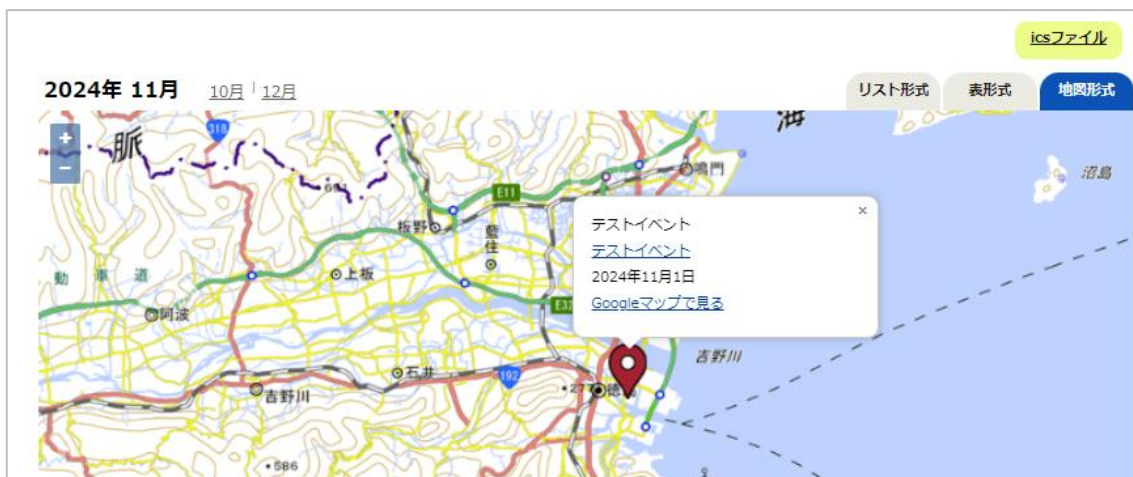 icsファイル
2024年 11月
10月
12月
リスト形式
表形式
地図形式
+
−
脈
318
海
鳴門
沼島
E11
板野
藍住
テストイベント
×
テストイベント
2024年11月1日
Googleマップで見る
動車道
上板
阿波
E32
吉野川
石井
192
277
徳
吉野川
586